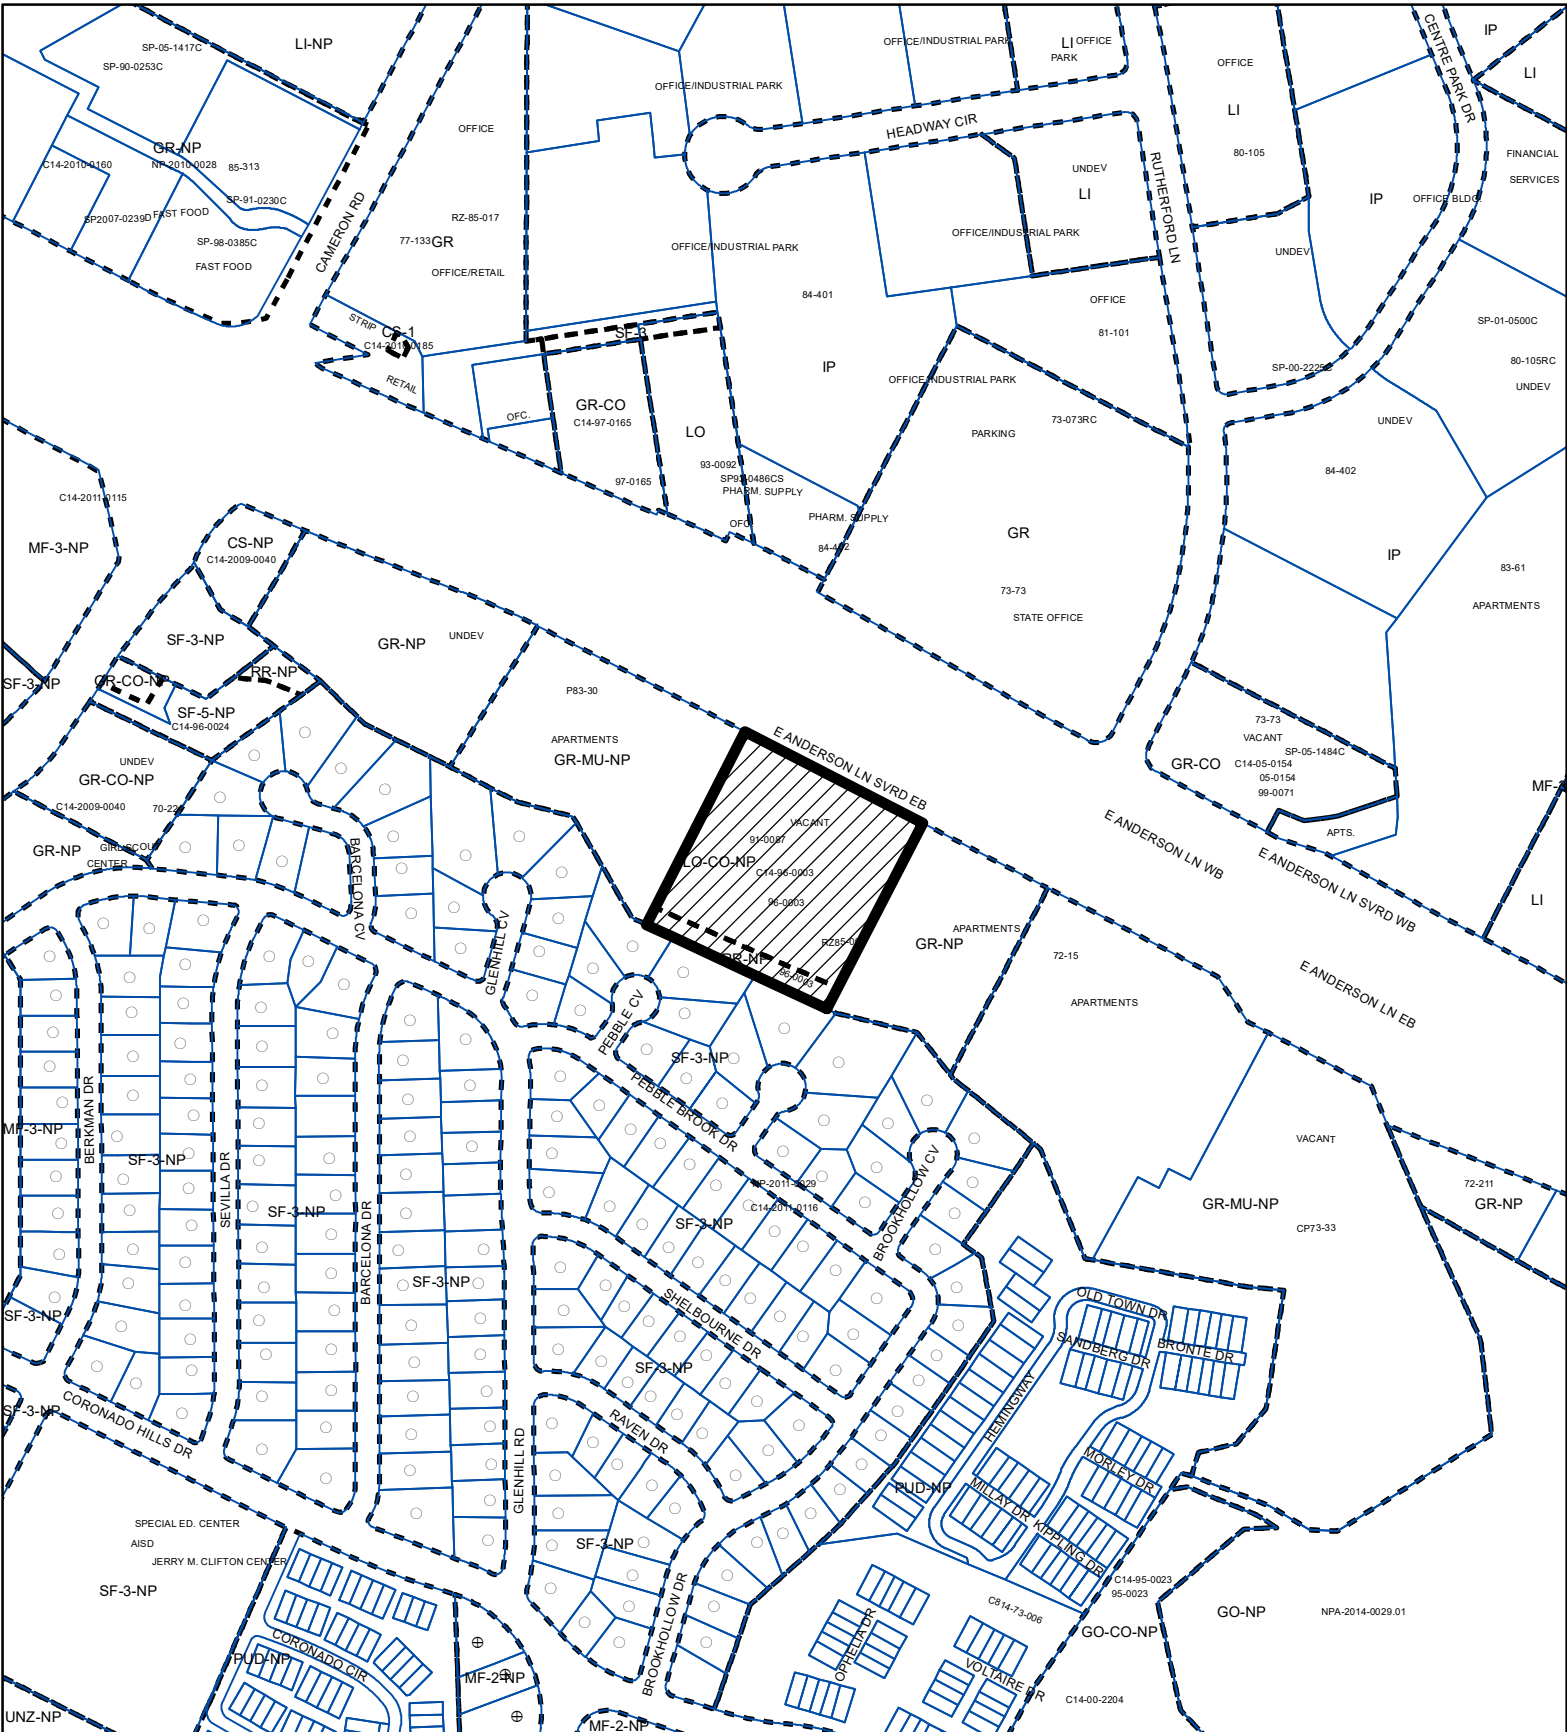 SP-05-1417C
SP-90-0253C
LI-NP
GR-NP
C14-2010-0160
NP-2010-0028
85-313
SP-91-0230C
SP2007-0239D
FAST FOOD
SP-98-0385C
FAST FOOD
CAMERON RD
OFFICE
RZ-85-017
77-133
GR
OFFICE/RETAIL
STRIP
CS-1
RETAIL
OFFICE/INDUSTRIAL PARK
OFFICE/INDUSTRIAL PARK
LI
OFFICE
PARK
HEADWAY CIR
OFFICE/INDUSTRIAL PARK
84-401
UNDEV
LI
OFFICE/INDUSTRIAL PARK
RUTHERFORD LN
OFFICE
LI
80-105
CENTRE PARK DR
IP
LI
FINANCIAL
SERVICES
IP
OFFICE BLDG.
UNDEV
OFFICE
81-101
SP-01-0500C
80-105RC
UNDEV
SF-3
IP
OFFICE/INDUSTRIAL PARK
GR-CO
C14-97-0165
OFC.
LO
93-0092
97-0165
SP93-0486CS
PHARM. SUPPLY
OFC.
PHARM. SUPPLY
PARKING
73-073RC
GR
73-73
STATE OFFICE
UNDEV
84-402
IP
83-61
APARTMENTS
C14-2011-0115
MF-3-NP
CS-NP
C14-2009-0040
SF-3-NP
GR-NP
UNDEV
RR-NP
SF-3-NP
GR-CO-NP
SF-5-NP
C14-96-0024
P83-30
APARTMENTS
GR-MU-NP
UNDEV
GR-CO-NP
C14-2009-0040
GR-NP
CENTER
E ANDERSON LN SVRD EB
VACANT
91-0087
LO-CO-NP
C14-96-0003
96-0003
RR-NP
96-0003
73-73
VACANT
SP-05-1484C
GR-CO
C14-05-0154
05-0154
99-0071
APTS.
E ANDERSON LN WB
E ANDERSON LN SVRD WB
E ANDERSON LN EB
LI
GR-NP
APARTMENTS
72-15
APARTMENTS
BARCELONA CV
GLENHILL CV
PEBBLE CV
SF-3-NP
PEBBLE BROOK DR
BROOKHOLLOW CV
NP-2011-0029
C14-2011-0116
SF-3-NP
BERKMAN DR
MF-3-NP
SF-3-NP
SEVILLA DR
SF-3-NP
BARCELONA DR
SF-3-NP
SF-3-NP
VACANT
GR-MU-NP
CP73-33
72-211
GR-NP
SHELBOURNE DR
SF-3-NP
RAVEN DR
GLENHILL RD
SF-3-NP
CORONADO HILLS DR
SF-3-NP
OLD TOWN DR
SANDBERG DR
BRONTE DR
HEMINGWAY
PUD-NP
MILLAY DR
KIPPLING DR
MORLEY DR
SPECIAL ED. CENTER
AISD
JERRY M. CLIFTON CENTER
SF-3-NP
CORONADO CIR
PUD-NP
UNZ-NP
MF-2-NP
MF-2-NP
BROOKHOLLOW DR
OPHELIA DR
VOLTAIRE DR
C814-73-006
C14-95-0023
95-0023
GO-CO-NP
C14-00-2204
GO-NP
NPA-2014-0029.01